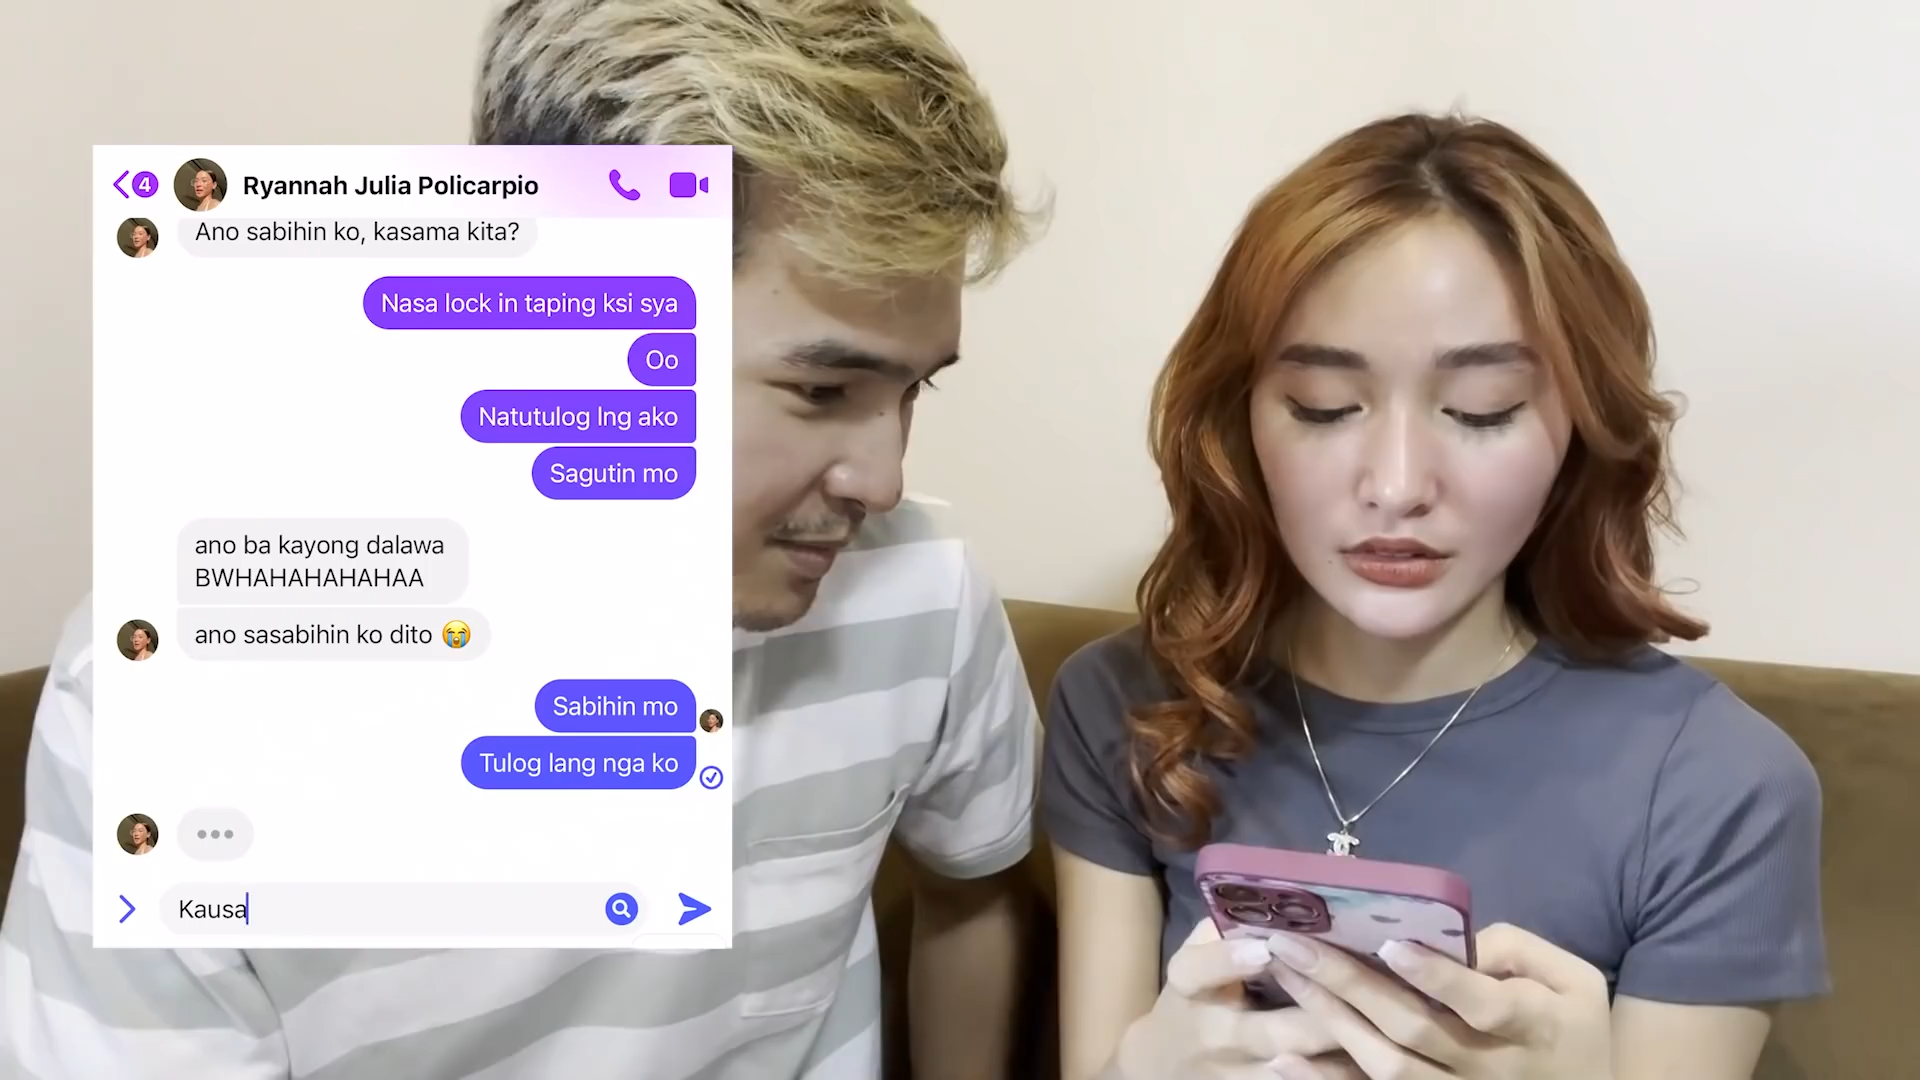 4
Ryannah Julia Policarpio
Ano sabihin ko, kasama kita?
Nasa lock in taping ksi sya
Oo
Natutulog lng ako
Sagutin mo
ano ba kayong dalawa
BWHAHAHAHAHAA
ano sasabihin ko dito 😭
Sabihin mo
Tulog lang nga ko
Kausa